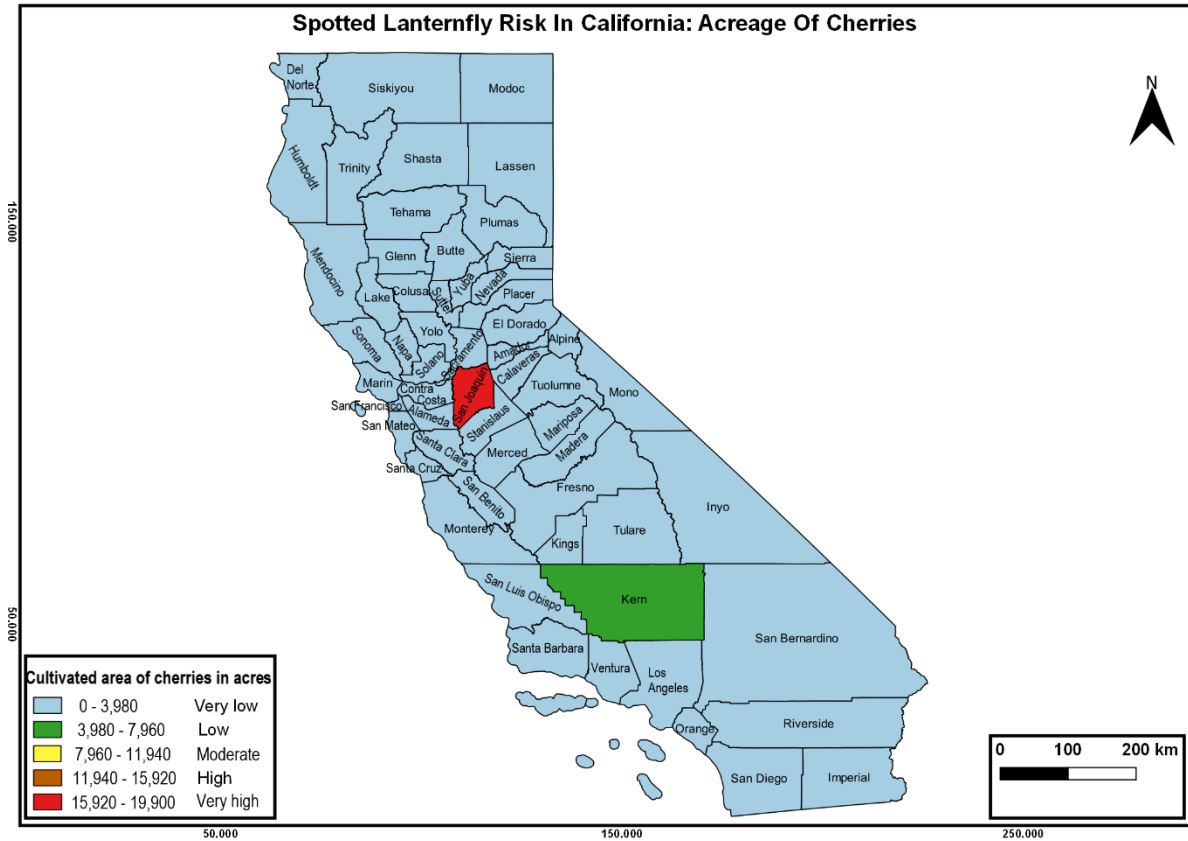 Spotted Lanternfly Risk In California: Acreage Of Cherries
N
Del
Norte
Siskiyou
Modoc
Humboldt
Trinity
Shasta
Lassen
150.000
Tehama
Plumas
Mendocino
Glenn
Butte
Sierra
Lake
Colusa
Sutter
Yuba
Nevada
Placer
Sonoma
Napa
Yolo
Solano
Sacramento
El Dorado
Amador
Alpine
Calaveras
Marin
Contra
Costa
San Joaquin
Tuolumne
Mono
San Francisco
Alameda
Stanislaus
Mariposa
San Mateo
Santa Clara
Merced
Madera
Santa Cruz
San Benito
Fresno
Inyo
Monterey
Kings
Tulare
50.000
San Luis Obispo
Kern
San Bernardino
Santa Barbara
Ventura
Los
Angeles
Orange
Riverside
San Diego
Imperial
Cultivated area of cherries in acres
0 - 3,980 Very low
3,980 - 7,960 Low
7,960 - 11,940 Moderate
11,940 - 15,920 High
15,920 - 19,900 Very high
0 100 200 km
50.000 150.000 250.000